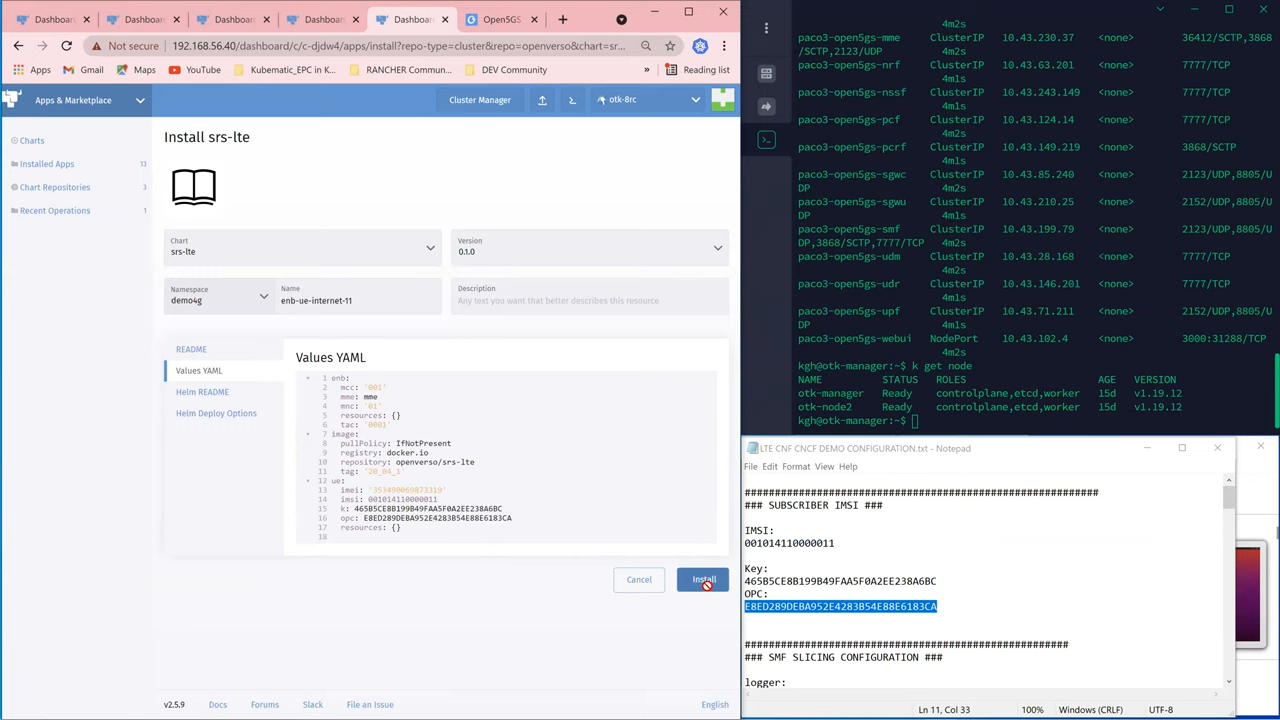 Dashboard
Dashboard
Dashboard
Dashboard
Dashboard
Open5GS
Not secure
192.168.56.40/dashboard/c/c-djdw4/apps/install?repo-type=cluster&repo=openverso&chart=sr...
Apps
Gmail
Maps
YouTube
Kubematic_EPC in K...
RANCHER Commun...
DEV Community
»
Reading list
Apps & Marketplace
Cluster Manager
otk-8rc
Charts
Installed Apps
13
Chart Repositories
3
Recent Operations
1
Install srs-lte
Chart
srs-lte
Version
0.1.0
Namespace
demo4g
Name
enb-ue-internet-11
Description
Any text you want that better describes this resource
README
Values YAML
Helm README
Helm Deploy Options
Values YAML
1 enb:
2 mcc: '001'
3 mme: mme
4 mnc: '01'
5 resources: {}
6 tac: '0001'
7 image:
8 pullPolicy: IfNotPresent
9 registry: docker.io
10 repository: openverso/srs-lte
11 tag: '20_04_1'
12 ue:
13 imei: '353490069873319'
14 imsi: 001014110000011
15 k: 465B5CE8B199B49FAA5F0A2EE238A6BC
16 opc: E8ED289DEBA952E4283B54E88E6183CA
17 resources: {}
18
Cancel
Install
v2.5.9
Docs
Forums
Slack
File an Issue
English
4m2s
paco3-open5gs-mme ClusterIP 10.43.230.37 <none> 36412/SCTP,3868
/SCTP,2123/UDP 4m2s
paco3-open5gs-nrf ClusterIP 10.43.63.201 <none> 7777/TCP
4m1s
paco3-open5gs-nssf ClusterIP 10.43.243.149 <none> 7777/TCP
4m2s
paco3-open5gs-pcf ClusterIP 10.43.124.14 <none> 7777/TCP
4m2s
paco3-open5gs-pcrf ClusterIP 10.43.149.219 <none> 3868/SCTP
4m1s
paco3-open5gs-sgwc ClusterIP 10.43.85.240 <none> 2123/UDP,8805/U
DP 4m2s
paco3-open5gs-sgwu ClusterIP 10.43.210.25 <none> 2152/UDP,8805/U
DP 4m1s
paco3-open5gs-smf ClusterIP 10.43.199.79 <none> 2123/UDP,8805/U
DP,3868/SCTP,7777/TCP 4m2s
paco3-open5gs-udm ClusterIP 10.43.28.168 <none> 7777/TCP
4m2s
paco3-open5gs-udr ClusterIP 10.43.146.201 <none> 7777/TCP
4m1s
paco3-open5gs-upf ClusterIP 10.43.71.211 <none> 2152/UDP,8805/U
DP 4m1s
paco3-open5gs-webui NodePort 10.43.102.4 <none> 3000:31288/TCP
4m2s
kgh@otk-manager:~$ k get node
NAME STATUS ROLES AGE VERSION
otk-manager Ready controlplane,etcd,worker 15d v1.19.12
otk-node2 Ready controlplane,etcd,worker 15d v1.19.12
kgh@otk-manager:~$
LTE CNF CNCF DEMO CONFIGURATION.txt - Notepad
File Edit Format View Help
#######################################################################
### SUBSCRIBER IMSI ###
IMSI:
001014110000011
Key:
465B5CE8B199B49FAA5F0A2EE238A6BC
OPC:
E8ED289DEBA952E4283B54E88E6183CA
#################################################################
### SMF SLICING CONFIGURATION ###
logger:
Ln 11, Col 33
100%
Windows (CRLF)
UTF-8